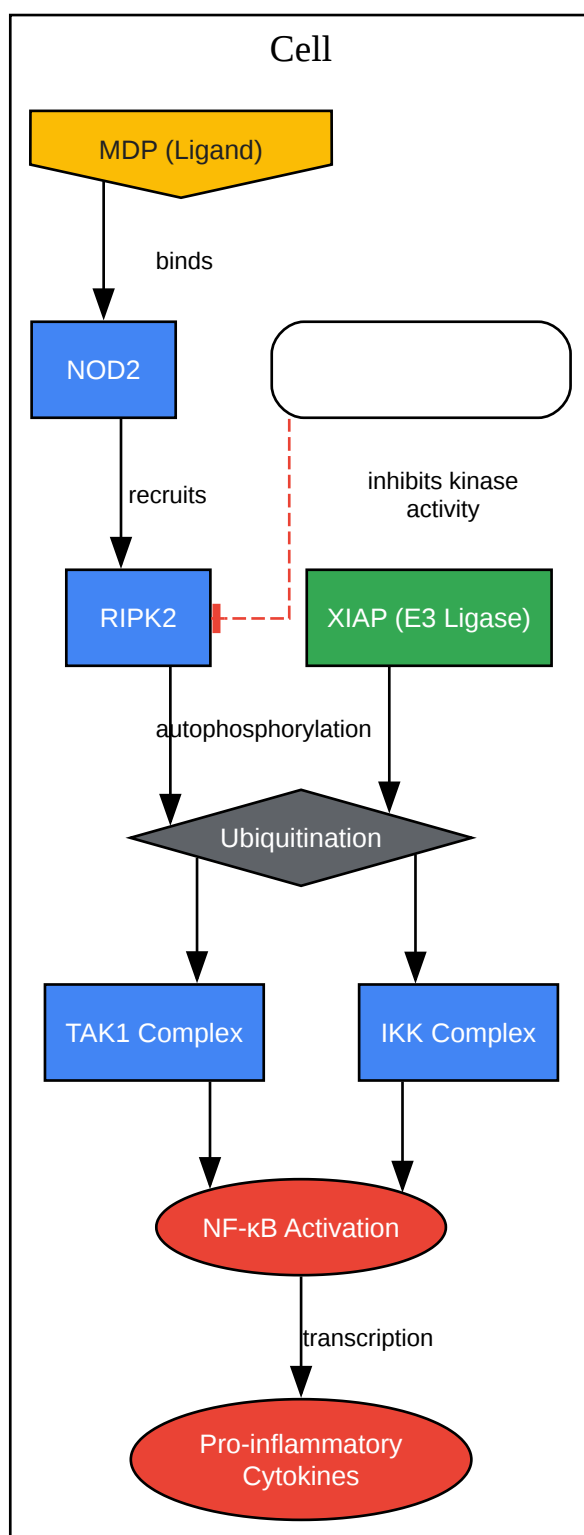 Cell
MDP (Ligand)
binds
NOD2
recruits
inhibits kinase
activity
RIPK2
XIAP (E3 Ligase)
autophosphorylation
Ubiquitination
TAK1 Complex
IKK Complex
NF-κB Activation
transcription
Pro-inflammatory
Cytokines